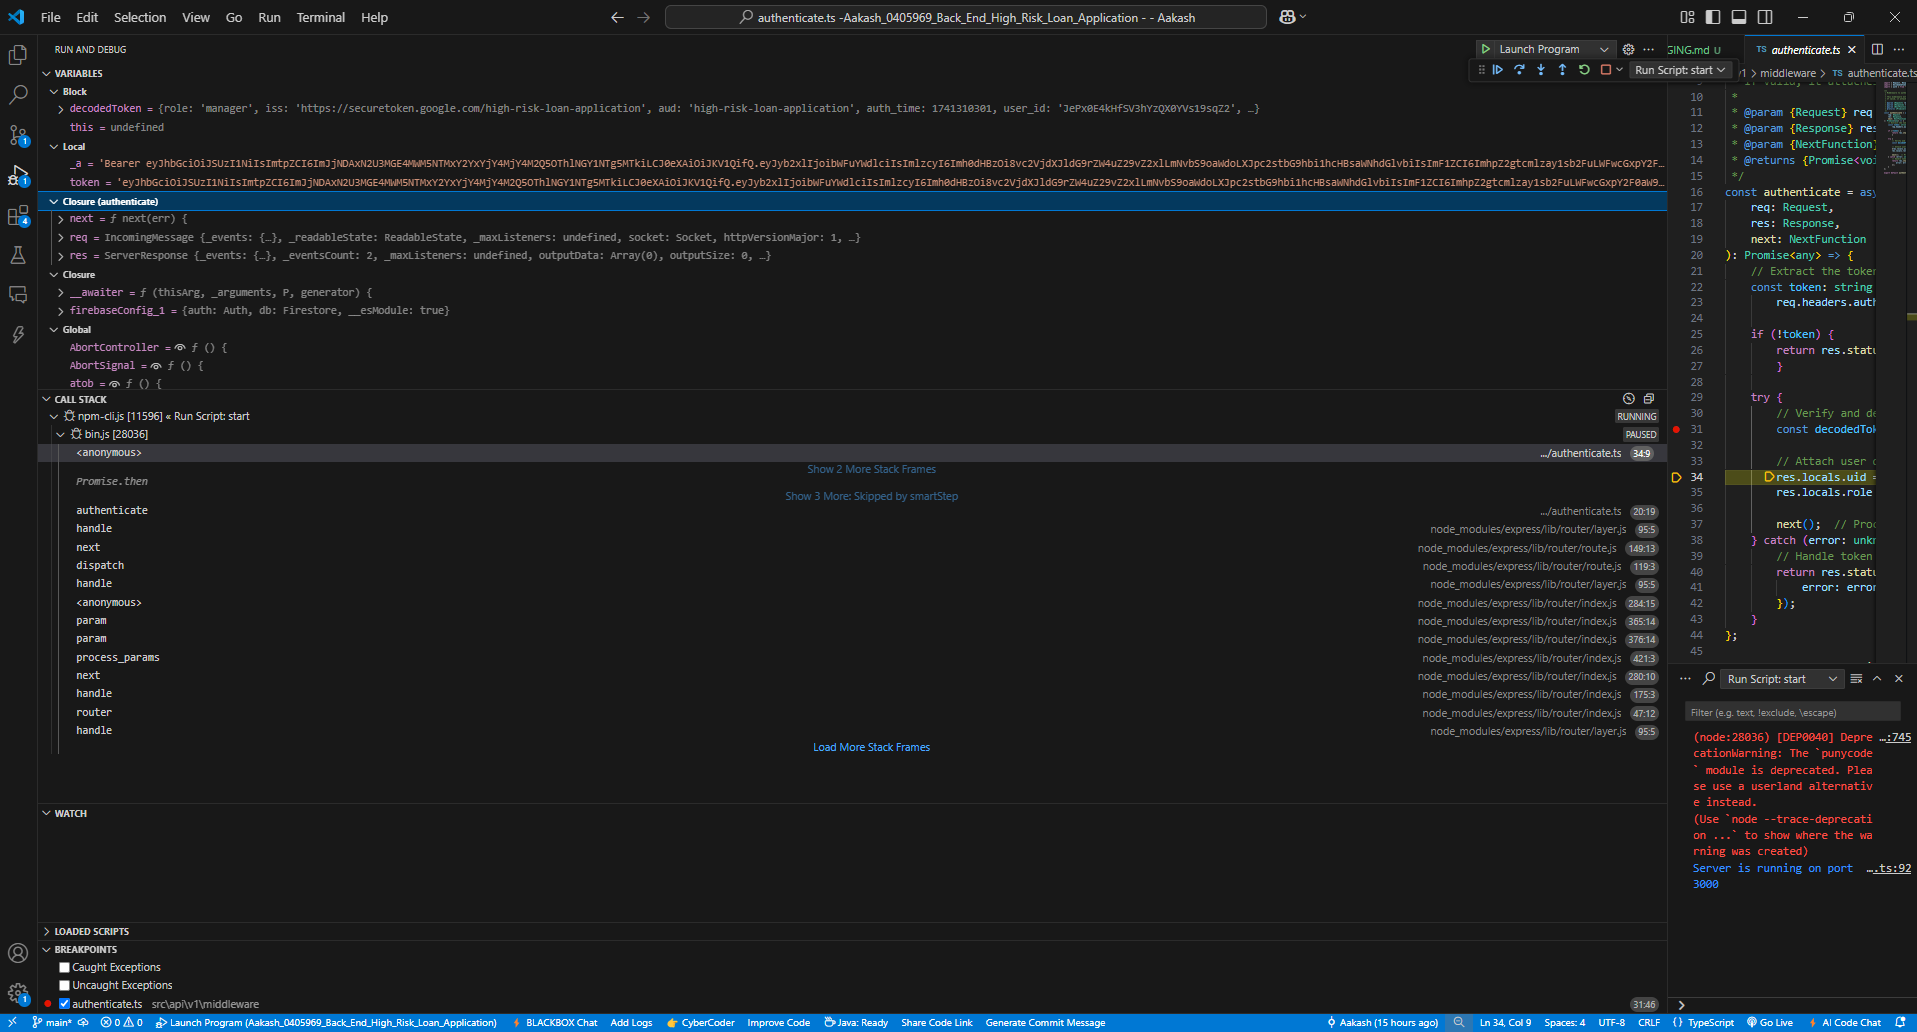 File Edit Selection View Go Run Terminal Help
authenticate.ts -Aakash_0405969_Back_End_High_Risk_Loan_Application - - Aakash
RUN AND DEBUG
Launch Program
GING.md U
TS authenticate.ts
Run Script: start
/1 > middleware > TS authenticate.ts
VARIABLES
Block
decodedToken = {role: 'manager', iss: 'https://securetoken.google.com/high-risk-loan-application', aud: 'high-risk-loan-application', auth_time: 1741310301, user_id: 'JePx0E4kHfSV3hYzQX0YVs19sqZ2', …}
this = undefined
Local
_a = 'Bearer
token =
Closure (authenticate)
next = ƒ next(err) {
req = IncomingMessage {_events: {…}, _readableState: ReadableState, _maxListeners: undefined, socket: Socket, httpVersionMajor: 1, …}
res = ServerResponse {_events: {…}, _eventsCount: 2, _maxListeners: undefined, outputData: Array(0), outputSize: 0, …}
Closure
__awaiter = ƒ (thisArg, _arguments, P, generator) {
firebaseConfig_1 = {auth: Auth, db: Firestore, __esModule: true}
Global
AbortController = ƒ () {
AbortSignal = ƒ () {
atob = ƒ () {
CALL STACK
npm-cli.js [11596] « Run Script: start RUNNING
bin.js [28036] PAUSED
<anonymous> .../authenticate.ts 34:9
Show 2 More Stack Frames
Promise.then
Show 3 More: Skipped by smartStep
authenticate .../authenticate.ts 20:19
handle node_modules/express/lib/router/layer.js 95:5
next node_modules/express/lib/router/route.js 149:13
dispatch node_modules/express/lib/router/route.js 119:3
handle node_modules/express/lib/router/layer.js 95:5
<anonymous> node_modules/express/lib/router/index.js 284:15
param node_modules/express/lib/router/index.js 365:14
param node_modules/express/lib/router/index.js 376:14
process_params node_modules/express/lib/router/index.js 421:3
next node_modules/express/lib/router/index.js 280:10
handle node_modules/express/lib/router/index.js 175:3
router node_modules/express/lib/router/index.js 47:12
handle node_modules/express/lib/router/layer.js 95:5
Load More Stack Frames
WATCH
LOADED SCRIPTS
BREAKPOINTS
Caught Exceptions
Uncaught Exceptions
authenticate.ts src\api\v1\middleware 31:46
10 *
11 * @param {Request} req
12 * @param {Response} res
13 * @param {NextFunction}
14 * @returns {Promise<voi
15 */
16 const authenticate = asy
17 req: Request,
18 res: Response,
19 next: NextFunction
20 ): Promise<any> => {
21 // Extract the token
22 const token: string
23 req.headers.auth
24
25 if (!token) {
26 return res.statu
27 }
28
29 try {
30 // Verify and de
31 const decodedTok
32
33 // Attach user d
34 res.locals.uid =
35 res.locals.role
36
37 next(); // Proc
38 } catch (error: unkn
39 // Handle token
40 return res.statu
41 error: error
42 });
43 }
44 };
45
Run Script: start
Filter (e.g. text, !exclude, \escape)
(node:28036) [DEP0040] Depre …:745
cationWarning: The `punycode
` module is deprecated. Plea
se use a userland alternativ
e instead.
(Use `node --trace-deprecati
on ...` to show where the wa
rning was created)
Server is running on port ….ts:92
3000
main* 0 0 Launch Program (Aakash_0405969_Back_End_High_Risk_Loan_Application) BLACKBOX Chat Add Logs CyberCoder Improve Code Java: Ready Share Code Link Generate Commit Message Aakash (15 hours ago) Ln 34, Col 9 Spaces: 4 UTF-8 CRLF {} TypeScript Go Live AI Code Chat